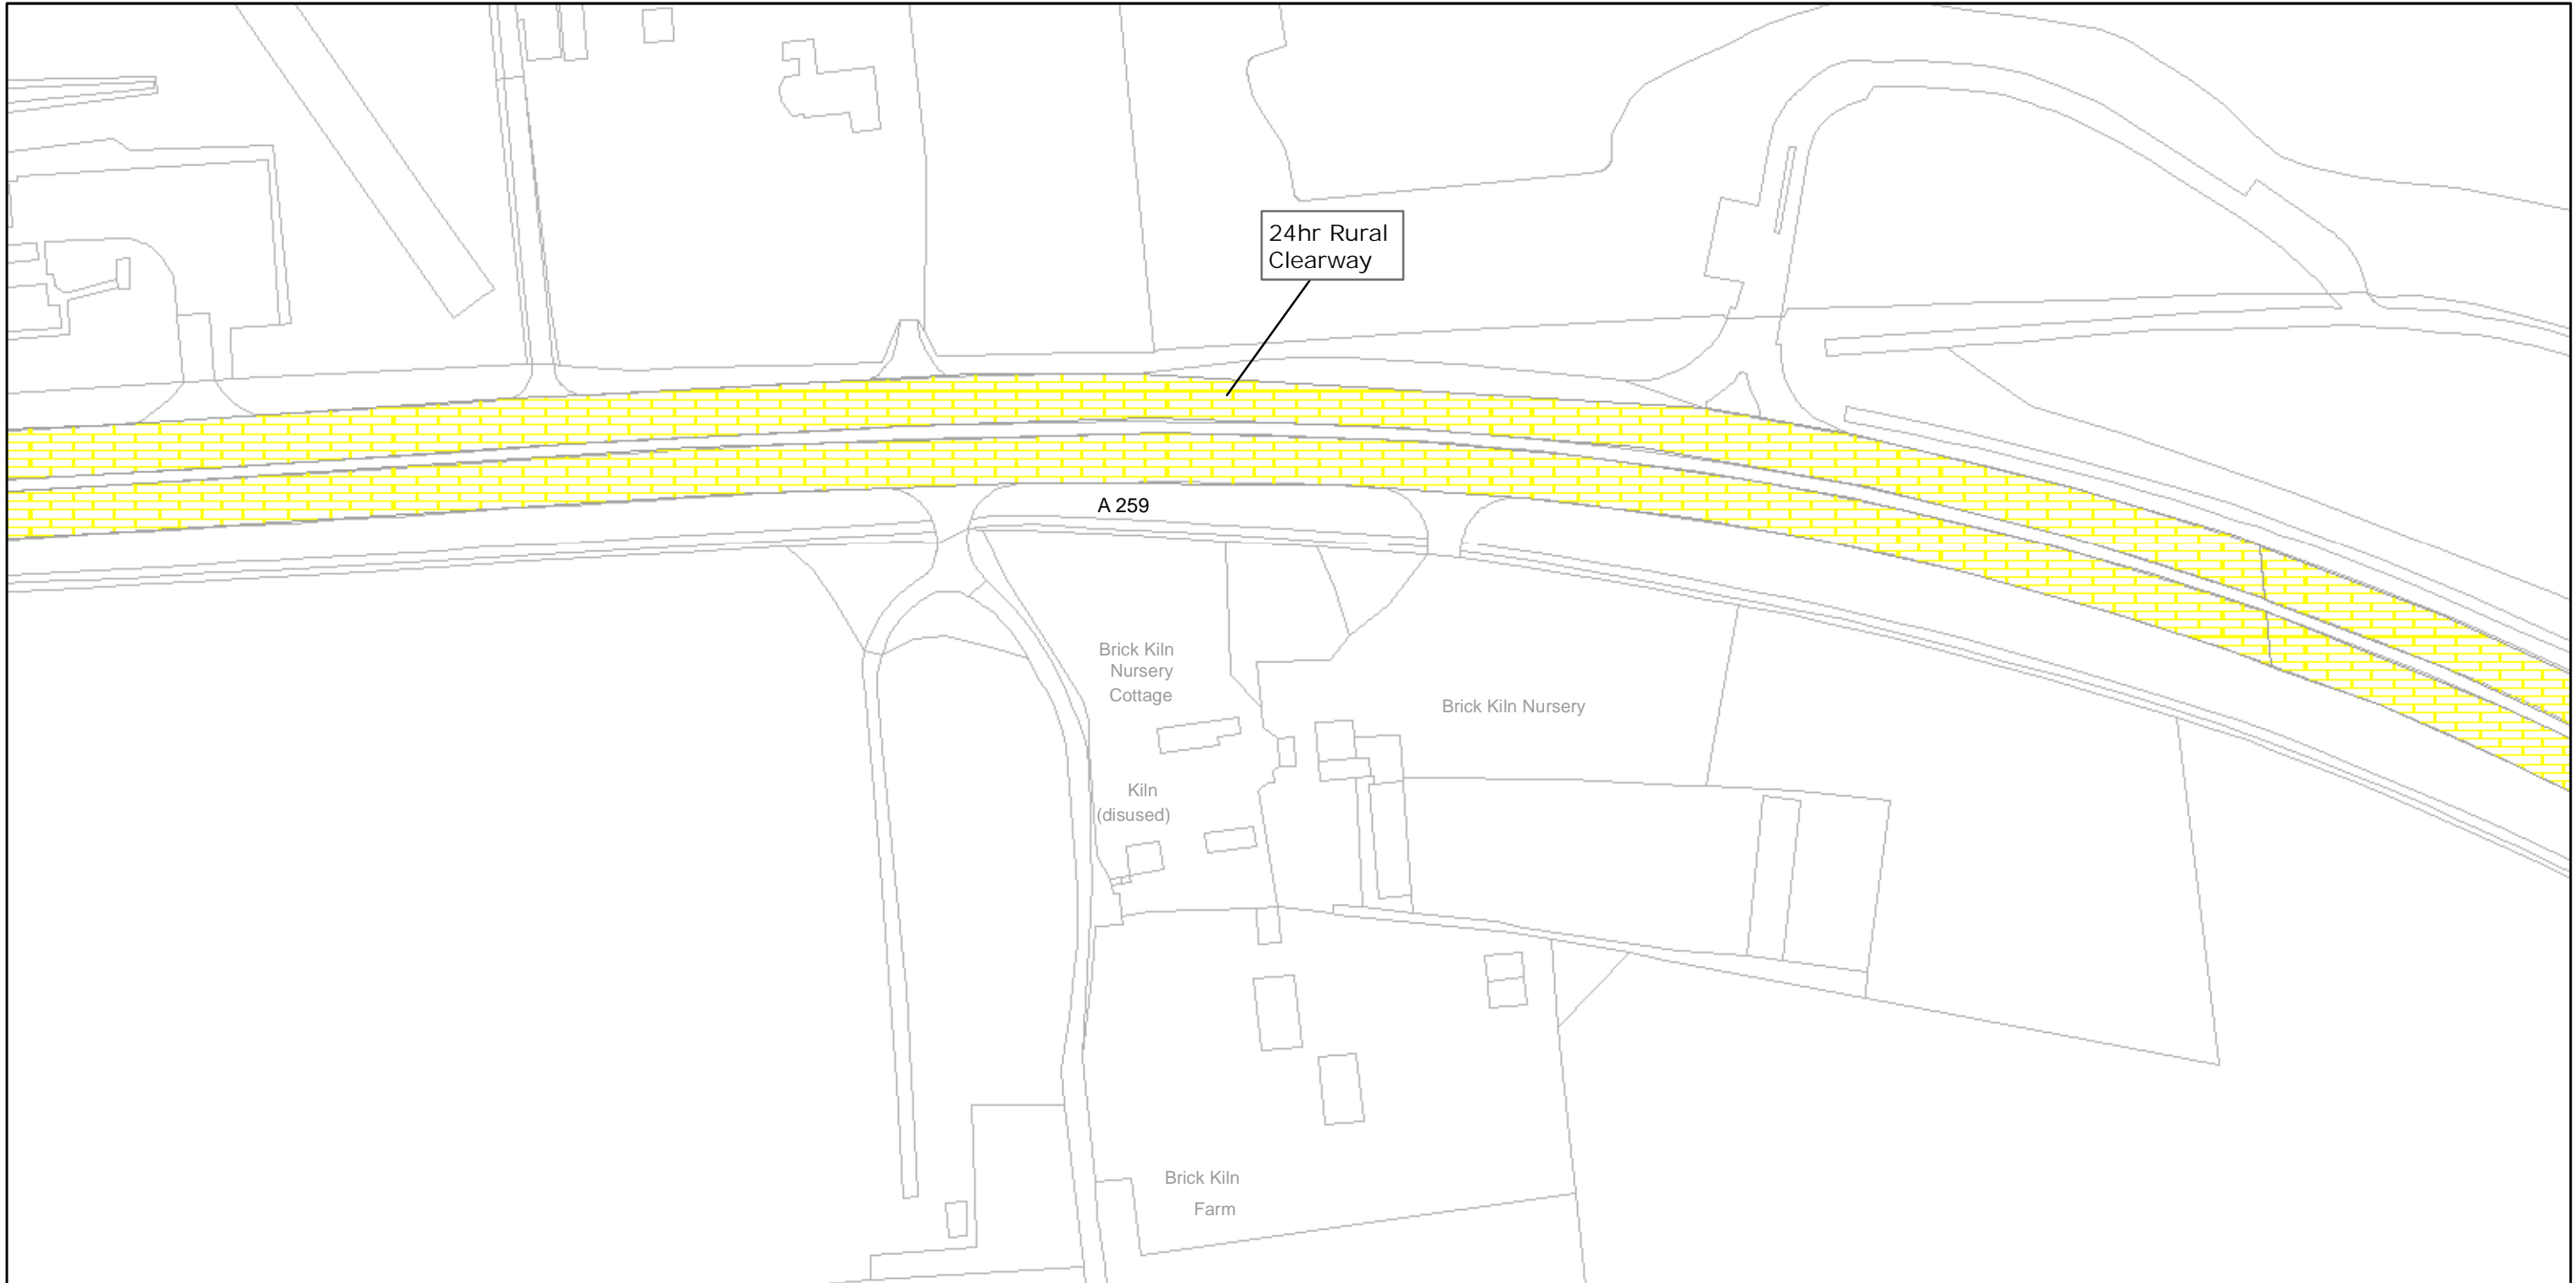 24hr Rural
Clearway
A 259
Brick Kiln
Nursery
Cottage
Brick Kiln Nursery
Kiln
(disused)
Brick Kiln
Farm